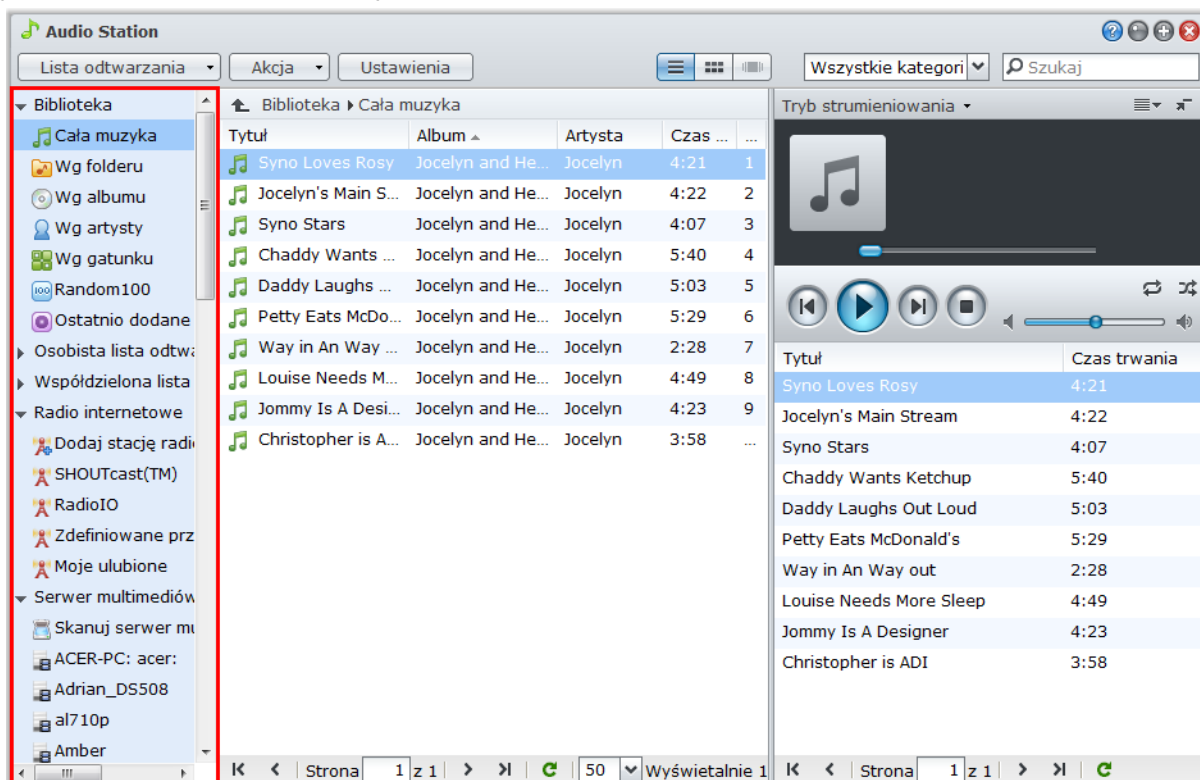 Audio Station
Lista odtwarzania Akcja Ustawienia Wszystkie kategori Szukaj
Biblioteka
Cała muzyka
Wg folderu
Wg albumu
Wg artysty
Wg gatunku
100 Random100
Ostatnio dodane
Osobista lista odtwa
Współdzielona lista
Radio internetowe
Dodaj stację radi
SHOUTcast(TM)
RadioIO
Zdefiniowane prz
Moje ulubione
Serwer multimediów
Skanuj serwer mu
ACER-PC: acer:
Adrian_DS508
al710p
Amber
Biblioteka Cała muzyka
Tytuł Album Artysta Czas ... ...
Syno Loves Rosy Jocelyn and He... Jocelyn 4:21 1
Jocelyn's Main S... Jocelyn and He... Jocelyn 4:22 2
Syno Stars Jocelyn and He... Jocelyn 4:07 3
Chaddy Wants ... Jocelyn and He... Jocelyn 5:40 4
Daddy Laughs ... Jocelyn and He... Jocelyn 5:03 5
Petty Eats McDo... Jocelyn and He... Jocelyn 5:29 6
Way in An Way ... Jocelyn and He... Jocelyn 2:28 7
Louise Needs M... Jocelyn and He... Jocelyn 4:49 8
Jommy Is A Desi... Jocelyn and He... Jocelyn 4:23 9
Christopher is A... Jocelyn and He... Jocelyn 3:58 ...
Strona 1 z 1 50 Wyświetalnie 1
Tryb strumieniowania
Tytuł Czas trwania
Syno Loves Rosy 4:21
Jocelyn's Main Stream 4:22
Syno Stars 4:07
Chaddy Wants Ketchup 5:40
Daddy Laughs Out Loud 5:03
Petty Eats McDonald's 5:29
Way in An Way out 2:28
Louise Needs More Sleep 4:49
Jommy Is A Designer 4:23
Christopher is ADI 3:58
Strona 1 z 1